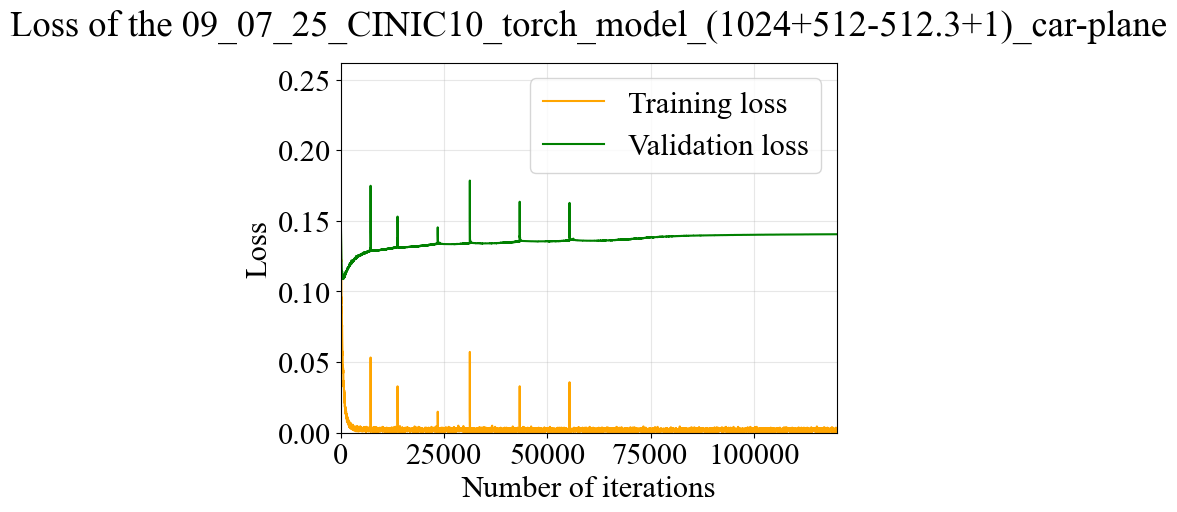 Loss of the 09_07_25_CINIC10_torch_model_(1024+512-512.3+1)_car-plane
0.25
0.20
0.15
0.10
0.05
0.00
Loss
Training loss
Validation loss
0 25000 50000 75000 100000
Number of iterations